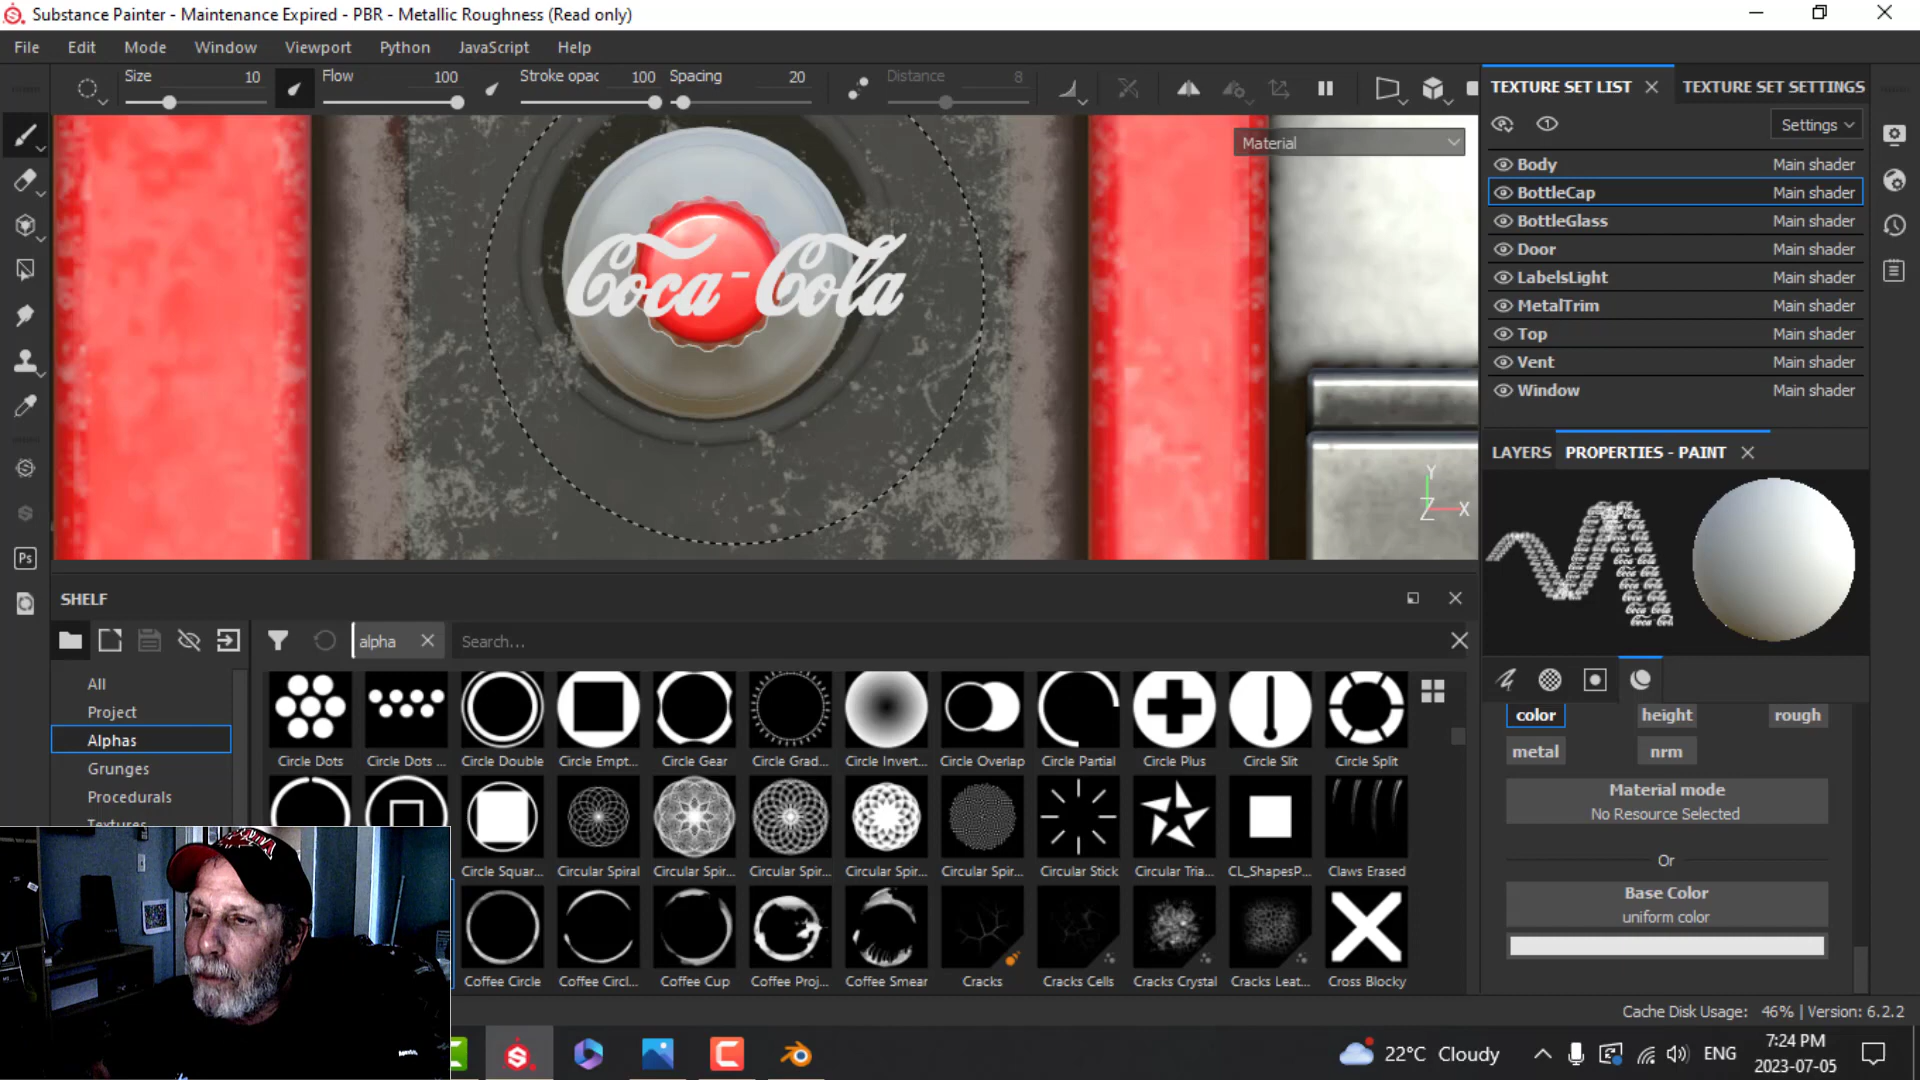 Substance Painter - Maintenance Expired - PBR - Metallic Roughness (Read only)
File Edit Mode Window Viewport Python JavaScript Help
Size 10 Flow 100 Stroke opac 100 Spacing 20 Distance 8
Material
Coca-Cola
Y
Z X
TEXTURE SET LIST TEXTURE SET SETTINGS
Settings
Body Main shader
BottleCap Main shader
BottleGlass Main shader
Door Main shader
LabelsLight Main shader
MetalTrim Main shader
Top Main shader
Vent Main shader
Window Main shader
LAYERS PROPERTIES - PAINT
color height rough
metal nrm
Material mode
No Resource Selected
Or
Base Color
uniform color
SHELF
alpha Search...
All
Project
Alphas
Grunges
Procedurals
Textures
Circle Dots Circle Dots ... Circle Double Circle Empt... Circle Gear Circle Grad... Circle Invert... Circle Overlap Circle Partial Circle Plus Circle Slit Circle Split
Circle Squar... Circular Spiral Circular Spir... Circular Spir... Circular Spir... Circular Spir... Circular Stick Circular Tria... CL_ShapesP... Claws Erased
Coffee Circle Coffee Circl... Coffee Cup Coffee Proj... Coffee Smear Cracks Cracks Cells Cracks Crystal Cracks Leat... Cross Blocky
Cache Disk Usage: 46% | Version: 6.2.2
Ps
22°C Cloudy ENG 7:24 PM
2023-07-05